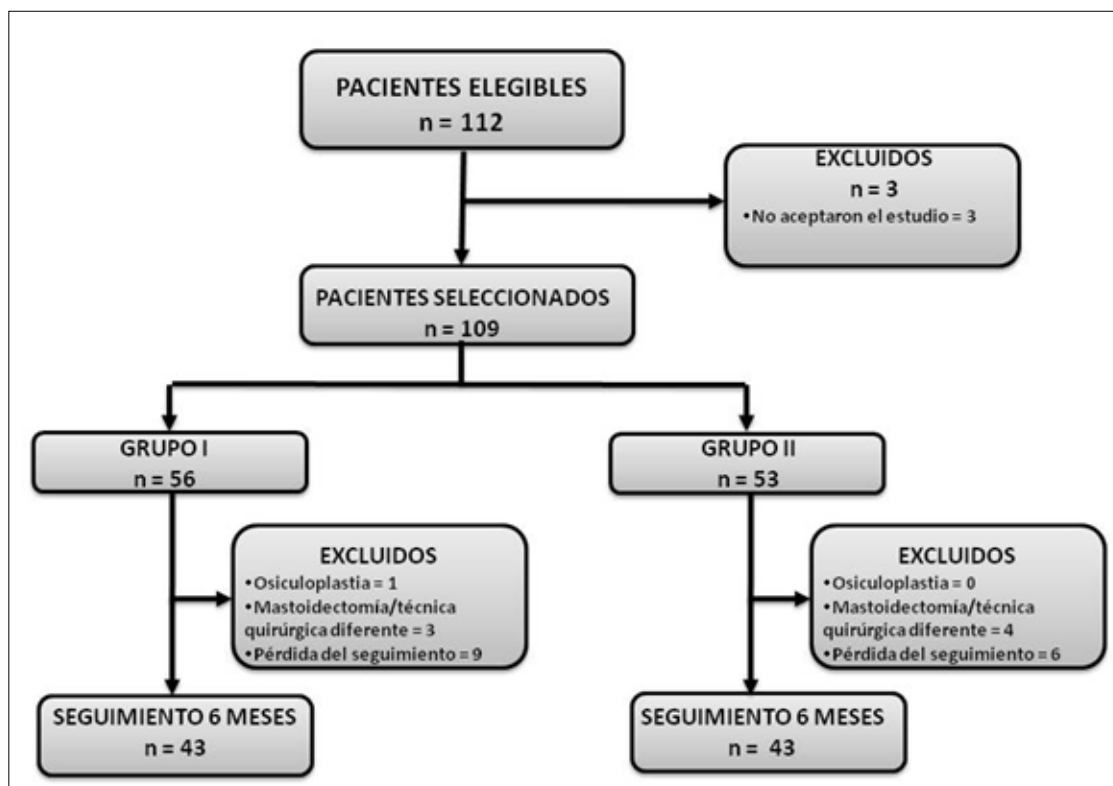 PACIENTES ELEGIBLES
n = 112
EXCLUIDOS
n = 3
•No aceptaron el estudio = 3
PACIENTES SELECCIONADOS
n = 109
GRUPO I
n = 56
GRUPO II
n = 53
EXCLUIDOS
•Osiculoplastia = 1
•Mastoidectomía/técnica
quirúrgica diferente = 3
•Pérdida del seguimiento = 9
EXCLUIDOS
•Osiculoplastia = 0
•Mastoidectomía/técnica
quirúrgica diferente = 4
•Pérdida del seguimiento = 6
SEGUIMIENTO 6 MESES
n = 43
SEGUIMIENTO 6 MESES
n = 43